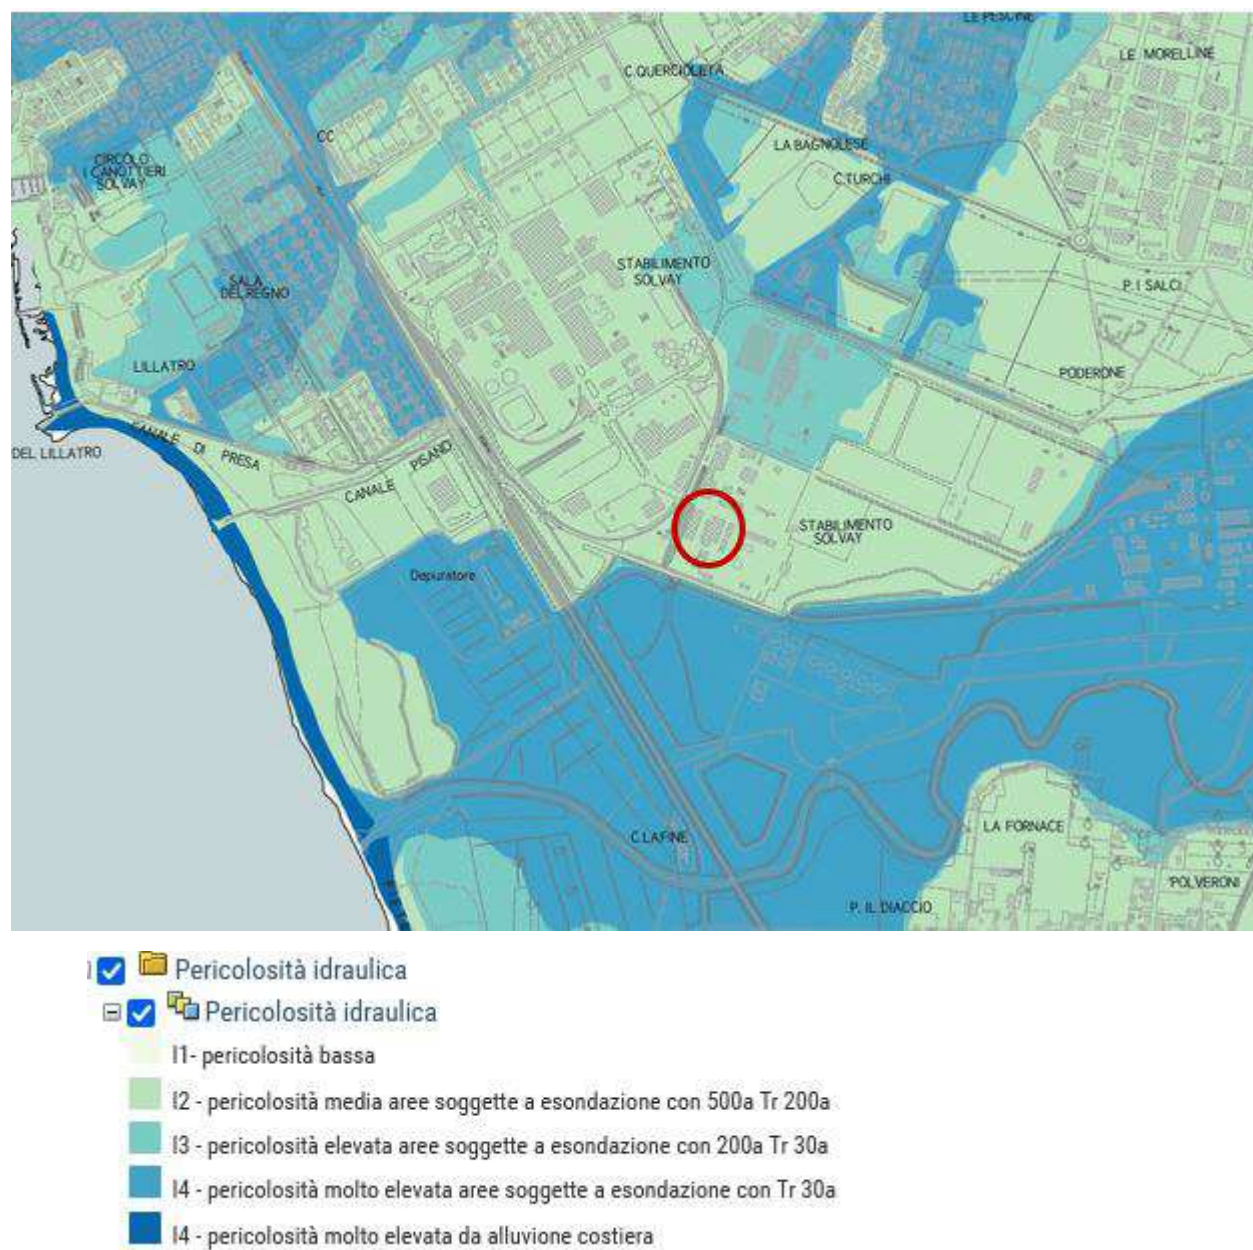 LE PESCINE
LE MORELLINE
C.QUERCIOLETA
CC
LA BAGNOLESE
CIRCOLO
I CANOTTIERI
SOLVAY
C.TURCHI
STABILIMENTO
SOLVAY
SALA
DEL REGNO
P. I SALCI
LILLATRO
PODERONE
CANALE DI PRESA
DEL LILLATRO
PISANO
CANALE
STABILIMENTO
SOLVAY
Depuratore
C.LAFINE
LA FORNACE
POLVERONI
P. IL DIACCIO
Pericolosità idraulica
Pericolosità idraulica
I1- pericolosità bassa
I2 - pericolosità media aree soggette a esondazione con 500a Tr 200a
I3 - pericolosità elevata aree soggette a esondazione con 200a Tr 30a
I4 - pericolosità molto elevata aree soggette a esondazione con Tr 30a
I4 - pericolosità molto elevata da alluvione costiera